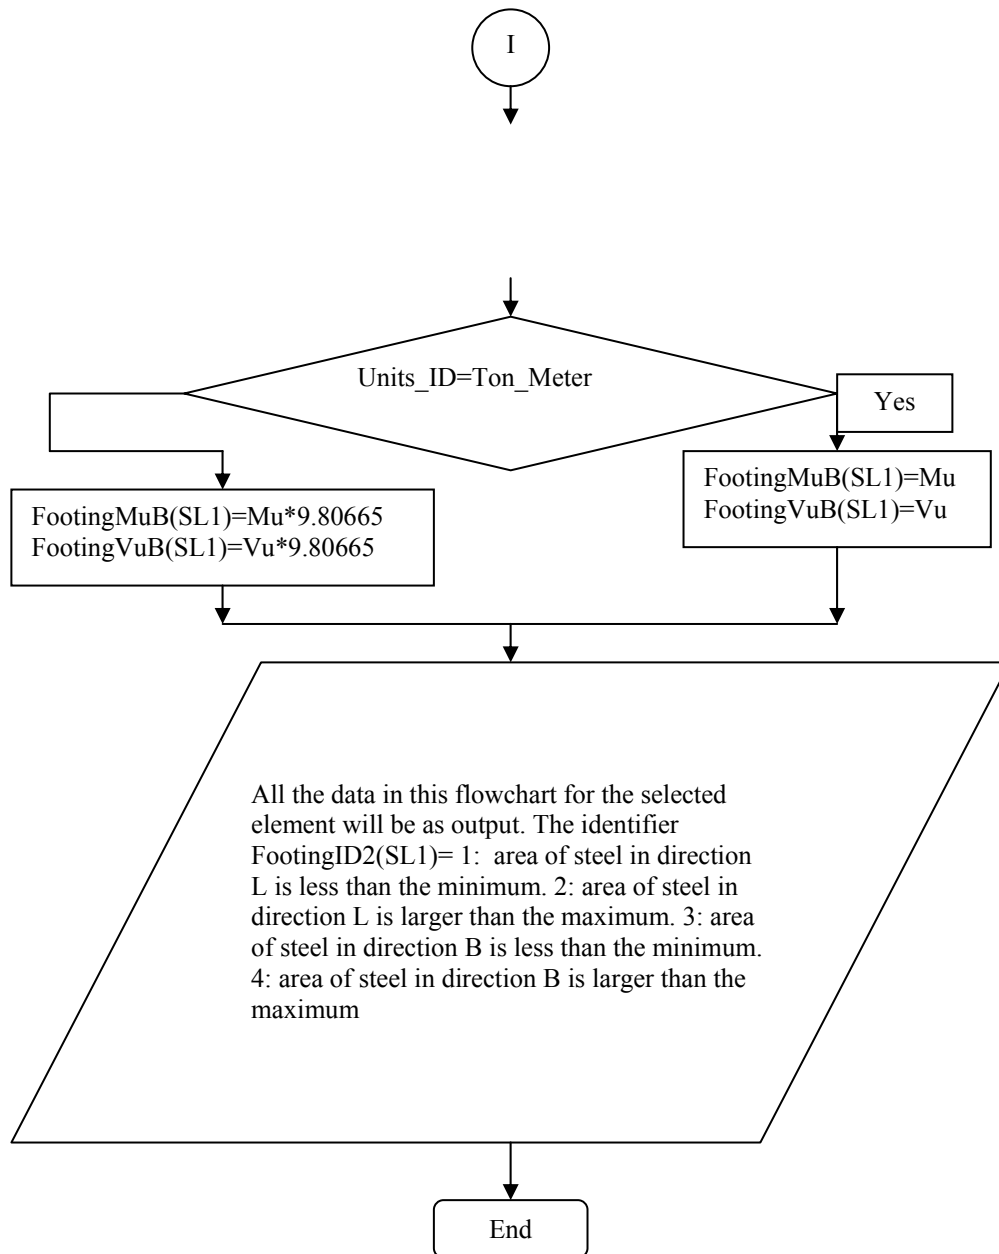 I
Units_ID=Ton_Meter
Yes
FootingMuB(SL1)=Mu
FootingVuB(SL1)=Vu
FootingMuB(SL1)=Mu*9.80665
FootingVuB(SL1)=Vu*9.80665
All the data in this flowchart for the selected
element will be as output. The identifier
FootingID2(SL1)= 1:  area of steel in direction
L is less than the minimum. 2: area of steel in
direction L is larger than the maximum. 3: area
of steel in direction B is less than the minimum.
4: area of steel in direction B is larger than the
maximum
End